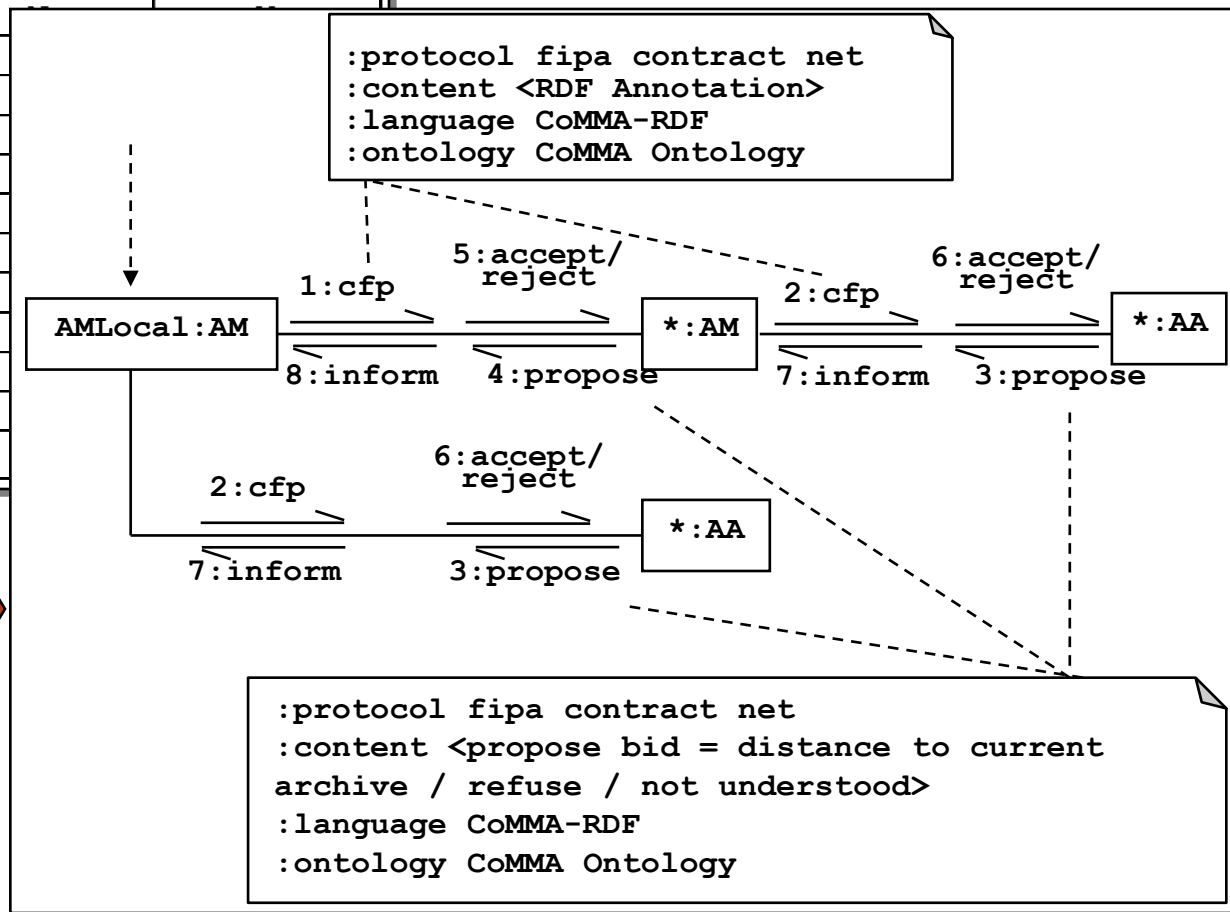 :protocol fipa contract net
:content <RDF Annotation>
:language CoMMA-RDF
:ontology CoMMA Ontology
5:accept/
reject
6:accept/
reject
1:cfp
2:cfp
AMLocal:AM
*:AM
*:AA
8:inform
4:propose
7:inform
3:propose
6:accept/
reject
2:cfp
*:AA
7:inform
3:propose
:protocol fipa contract net
:content <propose bid = distance to current
archive / refuse / not understood>
:language CoMMA-RDF
:ontology CoMMA Ontology